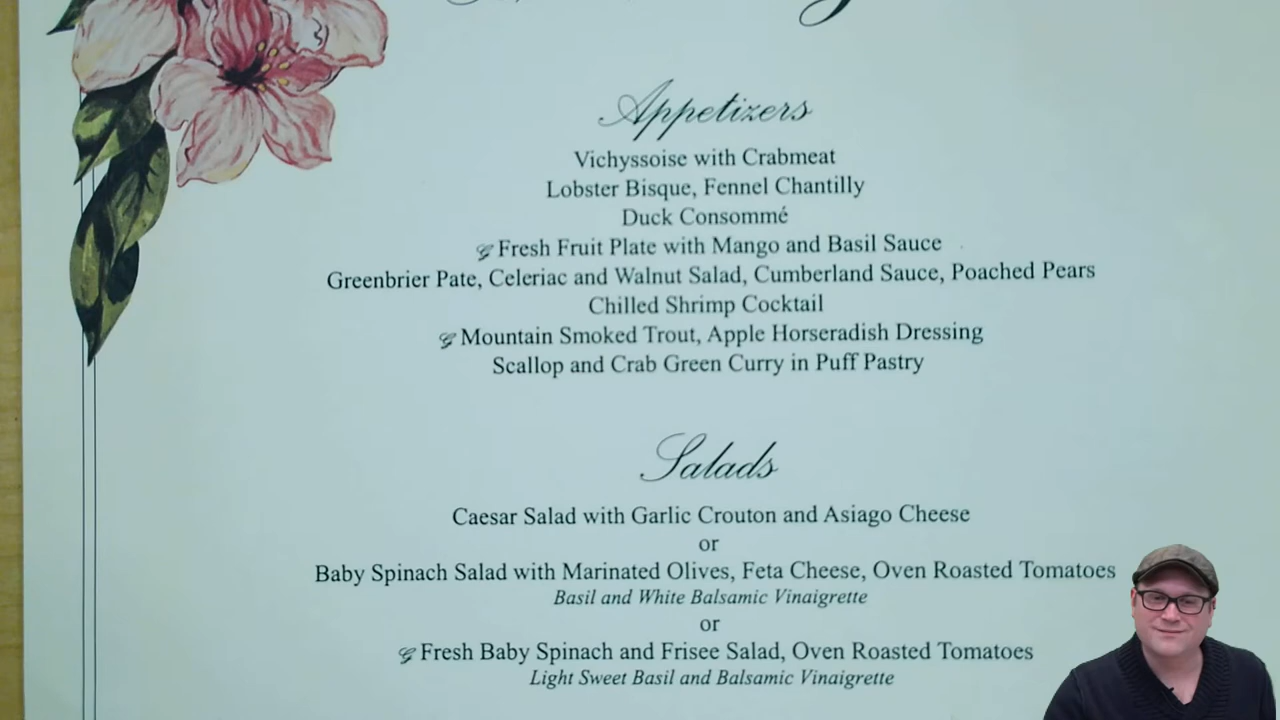 Appetizers
Vichyssoise with Crabmeat
Lobster Bisque, Fennel Chantilly
Duck Consommé
G Fresh Fruit Plate with Mango and Basil Sauce
Greenbrier Pate, Celeriac and Walnut Salad, Cumberland Sauce, Poached Pears
Chilled Shrimp Cocktail
G Mountain Smoked Trout, Apple Horseradish Dressing
Scallop and Crab Green Curry in Puff Pastry
Salads
Caesar Salad with Garlic Crouton and Asiago Cheese
or
Baby Spinach Salad with Marinated Olives, Feta Cheese, Oven Roasted Tomatoes
Basil and White Balsamic Vinaigrette
or
G Fresh Baby Spinach and Frisee Salad, Oven Roasted Tomatoes
Light Sweet Basil and Balsamic Vinaigrette